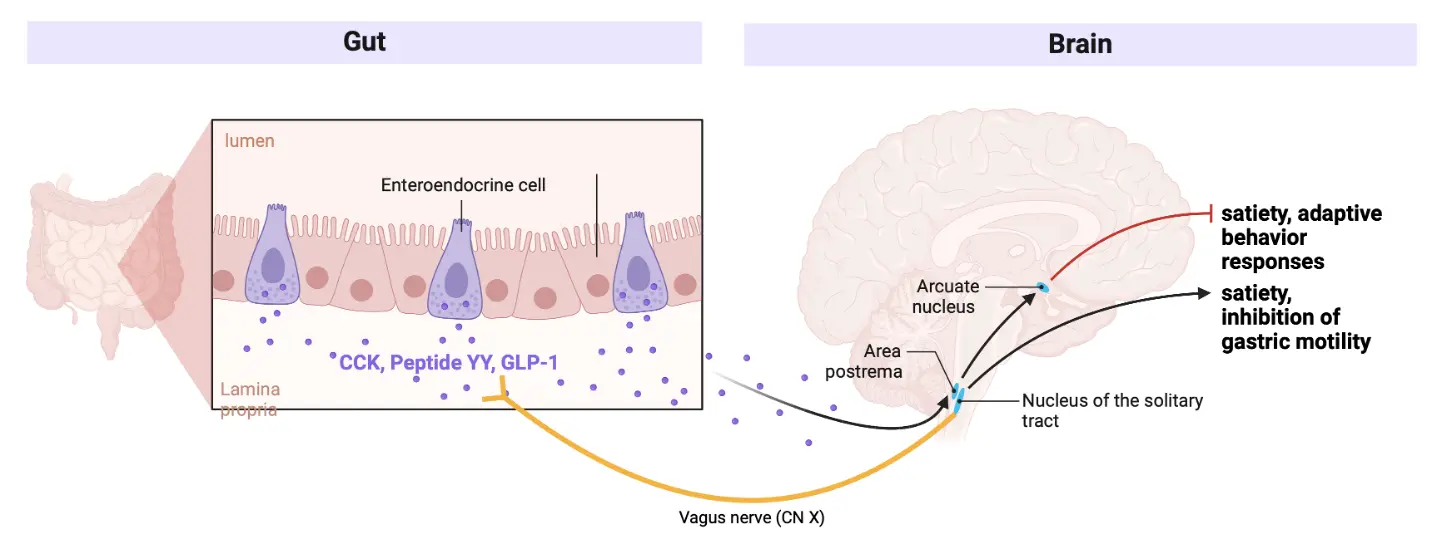 Gut
Brain
lumen
Enteroendocrine cell
CCK, Peptide YY, GLP-1
Lamina
propria
Vagus nerve (CN X)
Arcuate
nucleus
Area
postrema
Nucleus of the solitary
tract
satiety, adaptive
behavior
responses
satiety,
inhibition of
gastric motility